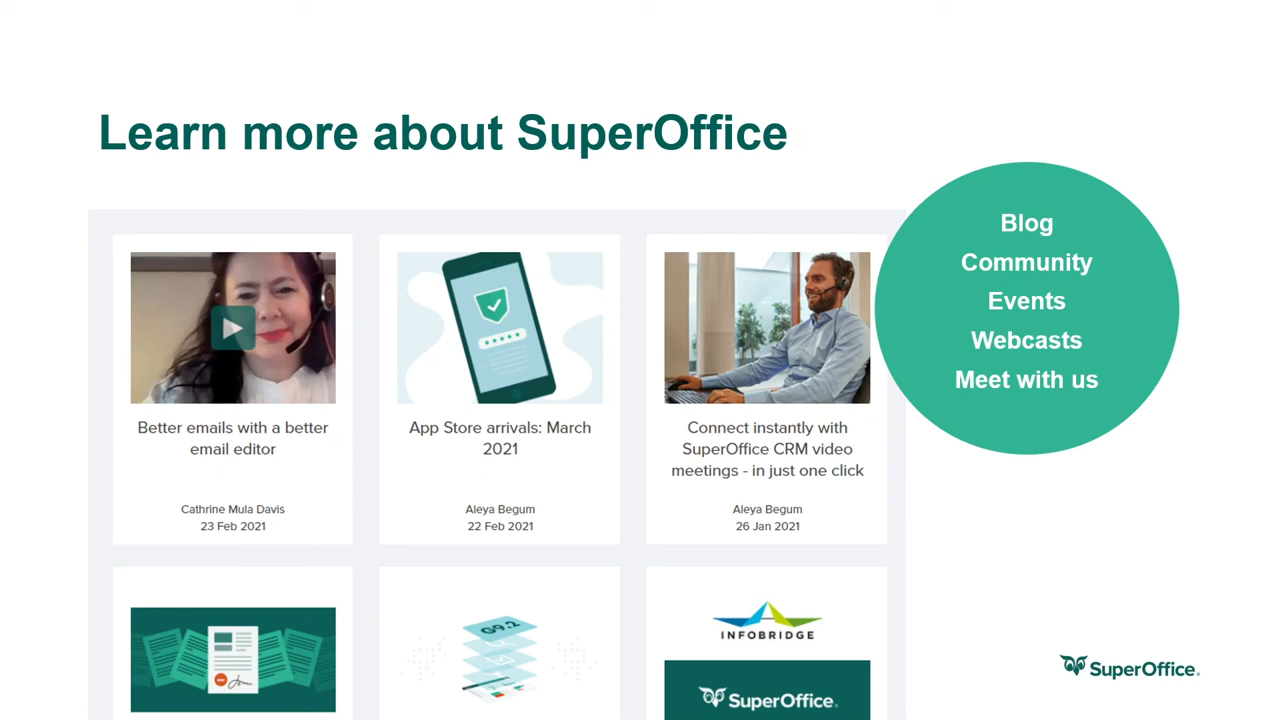 Learn more about SuperOffice
Blog
Community
Events
Webcasts
Meet with us
Better emails with a better
email editor
Cathrine Mula Davis
23 Feb 2021
App Store arrivals: March
2021
Aleya Begum
22 Feb 2021
Connect instantly with
SuperOffice CRM video
meetings - in just one click
Aleya Begum
26 Jan 2021
G9.2
INFOBRIDGE
SuperOffice.
SuperOffice.